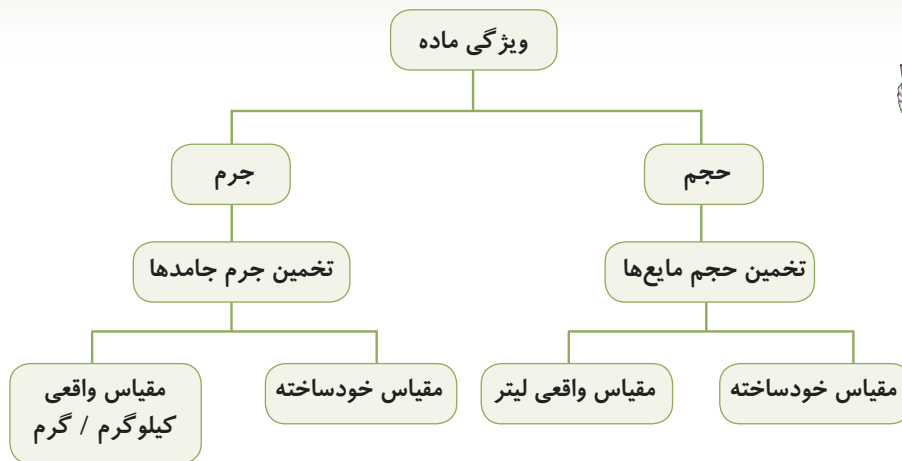 ویژگی ماده
حجم
جرم
تخمین حجم مایع‌ها
تخمین جرم جامدها
مقیاس خودساخته
مقیاس واقعی لیتر
مقیاس خودساخته
مقیاس واقعی
کیلوگرم / گرم